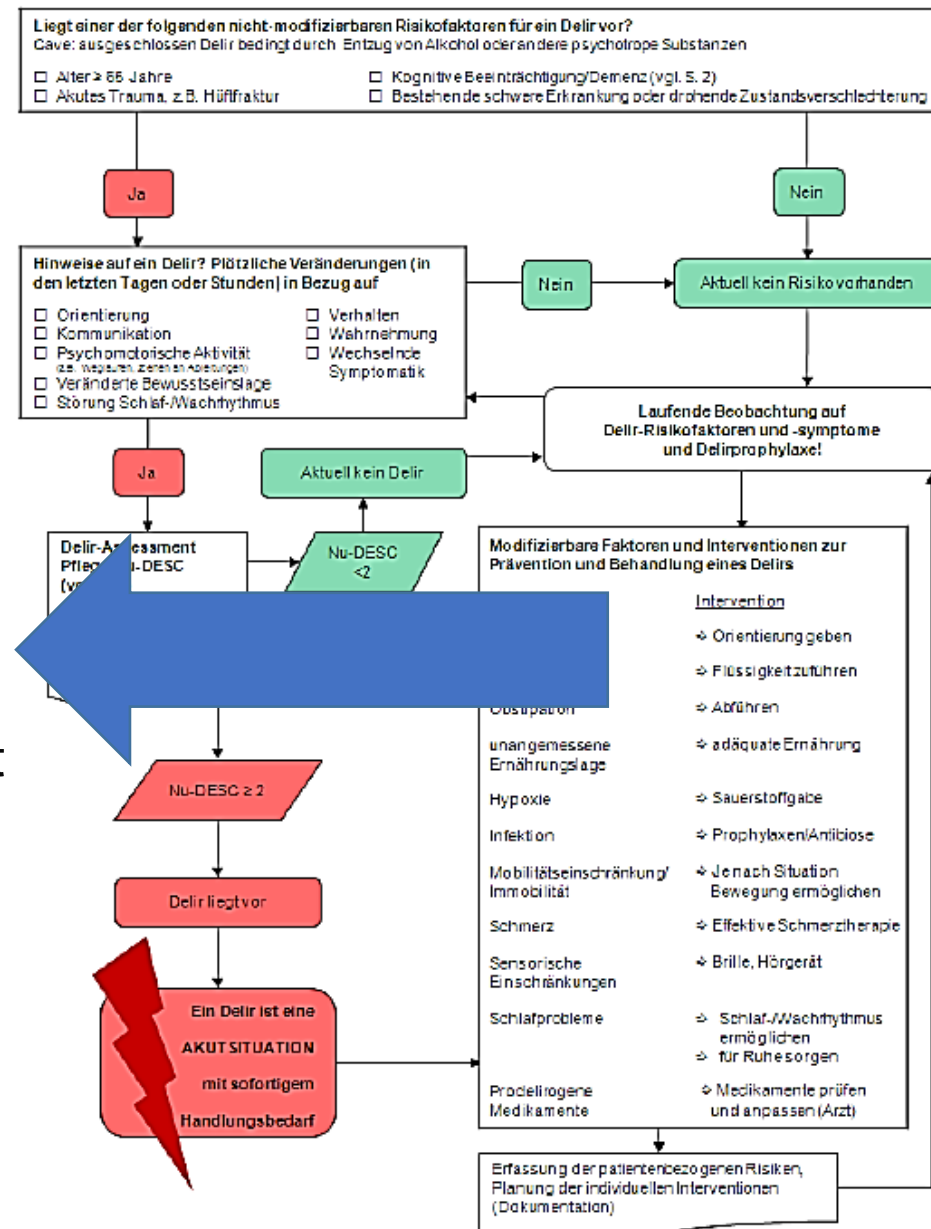 Liegt einer der folgenden nicht-modifizierbaren Risikofaktoren für ein Delir vor?
Cave: ausgeschlossen Delir bedingt durch Entzug von Alkohol oder andere psychotrope Substanzen
☐ Alter ≥ 65 Jahre
☐ Akutes Trauma, z.B. Hüftfraktur
☐ Kognitive Beeinträchtigung/Demenz (vgl. S. 2)
☐ Bestehende schwere Erkrankung oder drohende Zustandsverschlechterung
Ja
Nein
Hinweise auf ein Delir? Plötzliche Veränderungen (in
den letzten Tagen oder Stunden) in Bezug auf
☐ Orientierung
☐ Kommunikation
☐ Psychomotorische Aktivität
(z.B. Weglaufen, Ziehen an Ableitungen)
☐ Veränderte Bewusstseinslage
☐ Störung Schlaf-/Wachrhythmus
☐ Verhalten
☐ Wahrnehmung
☐ Wechselnde
Symptomatik
Nein
Aktuell kein Risiko vorhanden
Laufende Beobachtung auf
Delir-Risikofaktoren und -symptome
und Delirprophylaxe!
Ja
Aktuell kein Delir
Nu-DESC
<2
Delir-
Nu-DESC ≥ 2
Delir liegt vor
Ein Delir ist eine
AKUTSITUATION
mit sofortigem
Handlungsbedarf
Modifizierbare Faktoren und Interventionen zur
Prävention und Behandlung eines Delirs
Intervention
➩ Orientierung geben
➩ Flüssigkeit zuführen
Obstipation ➩ Abführen
unangemessene ➩ adäquate Ernährung
Ernährungslage
Hypoxie ➩ Sauerstoffgabe
Infektion ➩ Prophylaxen/Antibiose
Mobilitätseinschränkung/ ➩ Je nach Situation
Immobilität Bewegung ermöglichen
Schmerz ➩ Effektive Schmerztherapie
Sensorische ➩ Brille, Hörgerät
Einschränkungen
Schlafprobleme ➩ Schlaf-/Wachrhythmus
ermöglichen
➩ für Ruhe sorgen
Prodelirogene ➩ Medikamente prüfen
Medikamente und anpassen (Arzt)
Erfassung der patientenbezogenen Risiken,
Planung der individuellen Interventionen
(Dokumentation)